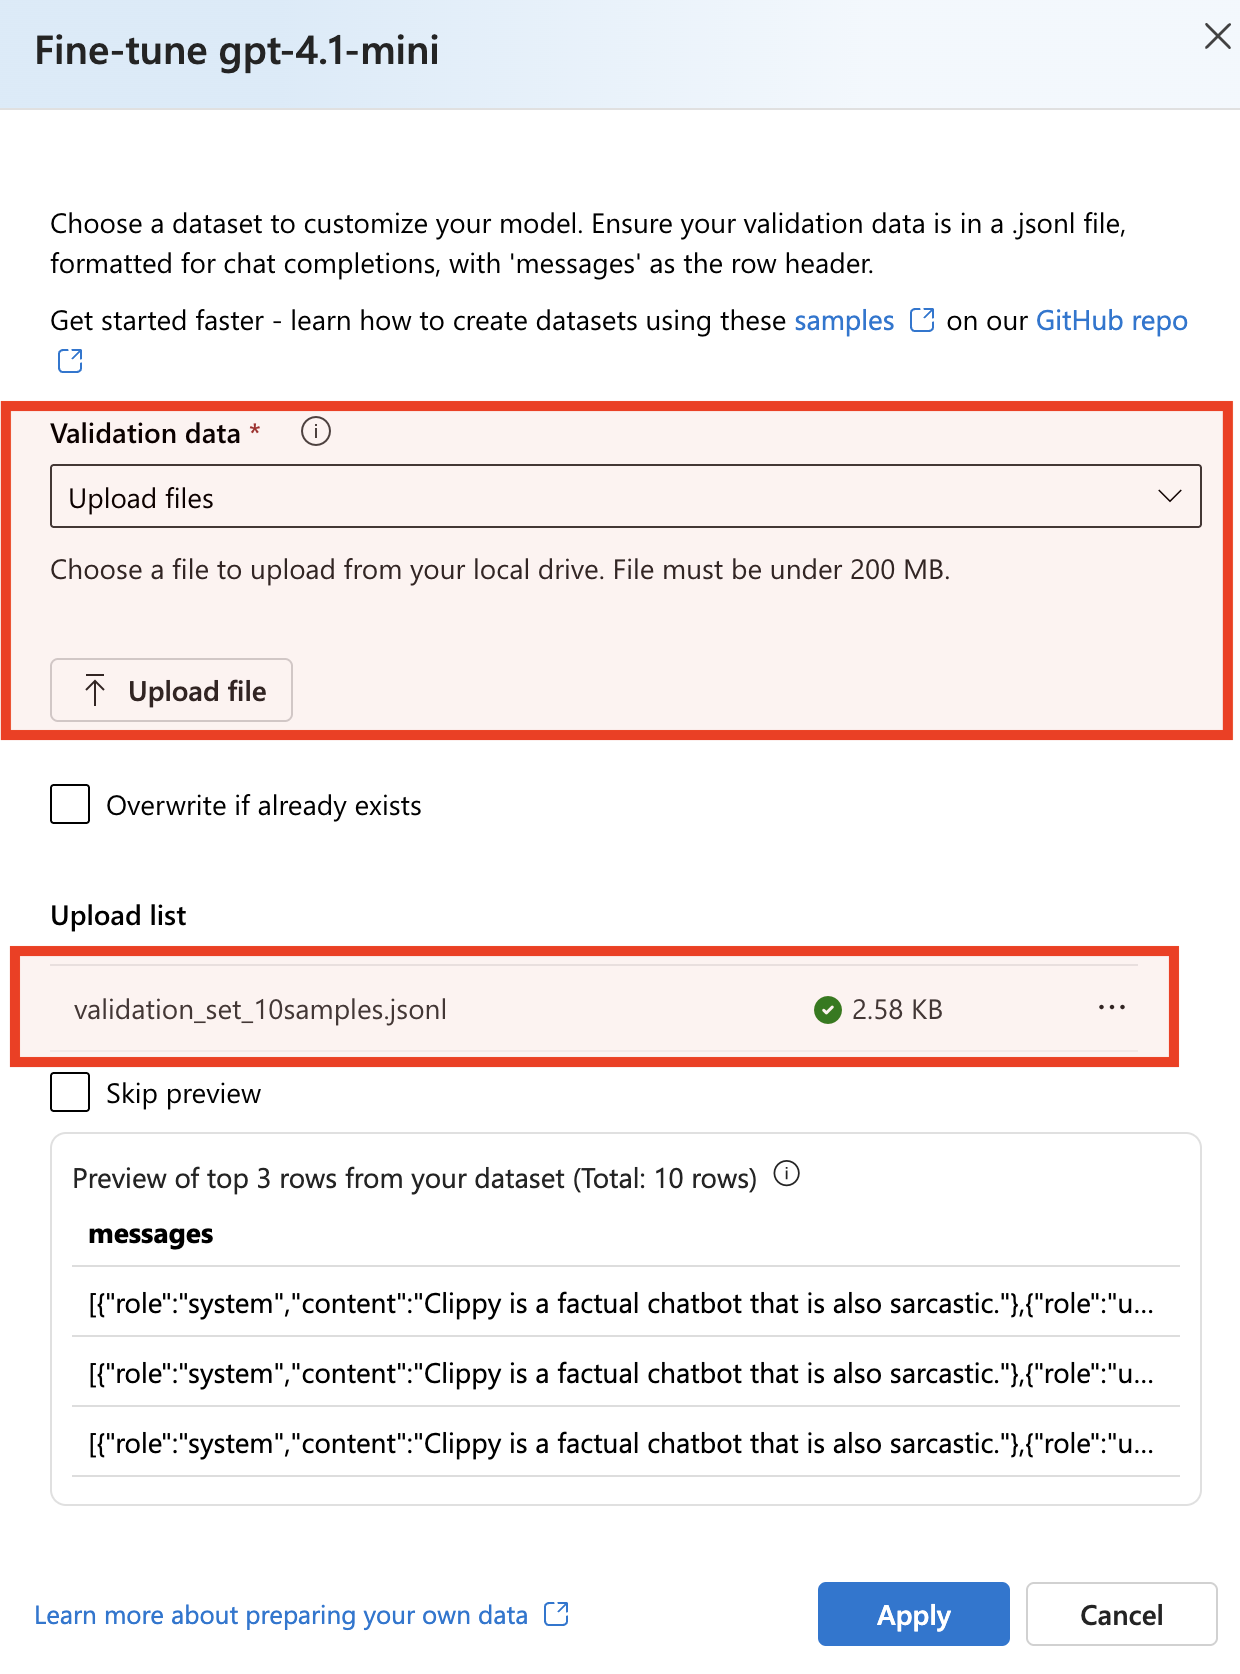 Fine-tune gpt-4.1-mini
Choose a dataset to customize your model. Ensure your validation data is in a .jsonl file,
formatted for chat completions, with 'messages' as the row header.
Get started faster - learn how to create datasets using these samples on our GitHub repo
Validation data *
Upload files
Choose a file to upload from your local drive. File must be under 200 MB.
Upload file
Overwrite if already exists
Upload list
validation_set_10samples.jsonl 2.58 KB ...
Skip preview
Preview of top 3 rows from your dataset (Total: 10 rows)
messages
[{"role":"system","content":"Clippy is a factual chatbot that is also sarcastic."},{"role":"u...
[{"role":"system","content":"Clippy is a factual chatbot that is also sarcastic."},{"role":"u...
[{"role":"system","content":"Clippy is a factual chatbot that is also sarcastic."},{"role":"u...
Learn more about preparing your own data Apply Cancel